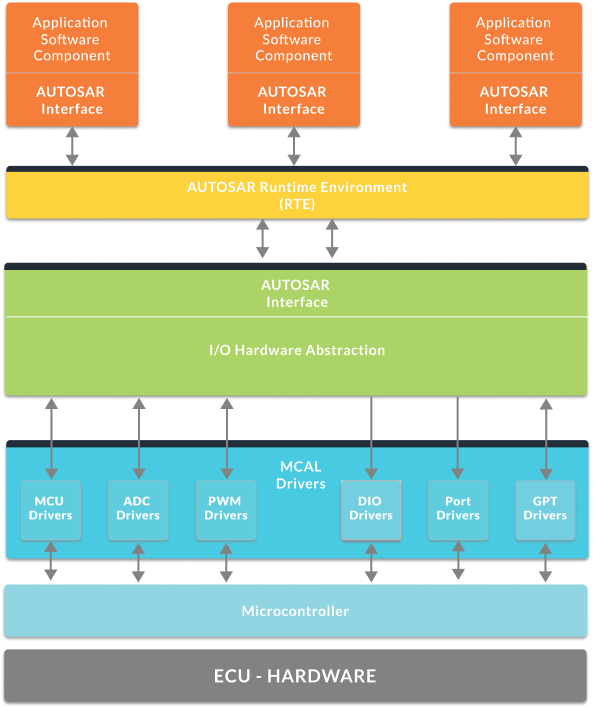 Application
Software
Component
AUTOSAR
Interface
Application
Software
Component
AUTOSAR
Interface
Application
Software
Component
AUTOSAR
Interface
AUTOSAR Runtime Environment
(RTE)
AUTOSAR
Interface
I/O Hardware Abstraction
MCAL
Drivers
MCU
Drivers
ADC
Drivers
PWM
Drivers
DIO
Drivers
Port
Drivers
GPT
Drivers
Microcontroller
ECU - HARDWARE